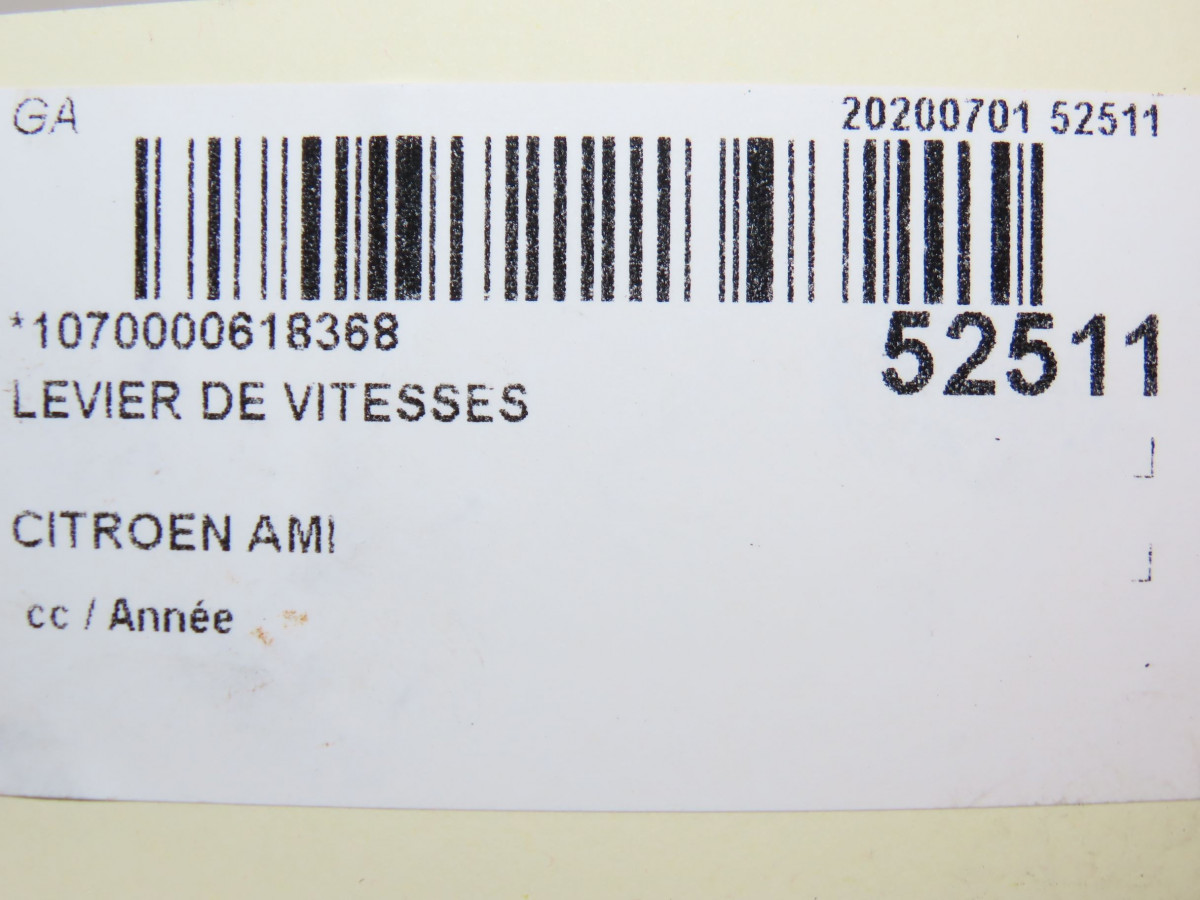 GA 20200701 52511
*1070000618368 52511
LEVIER DE VITESSES
CITROEN AMI
cc / Année